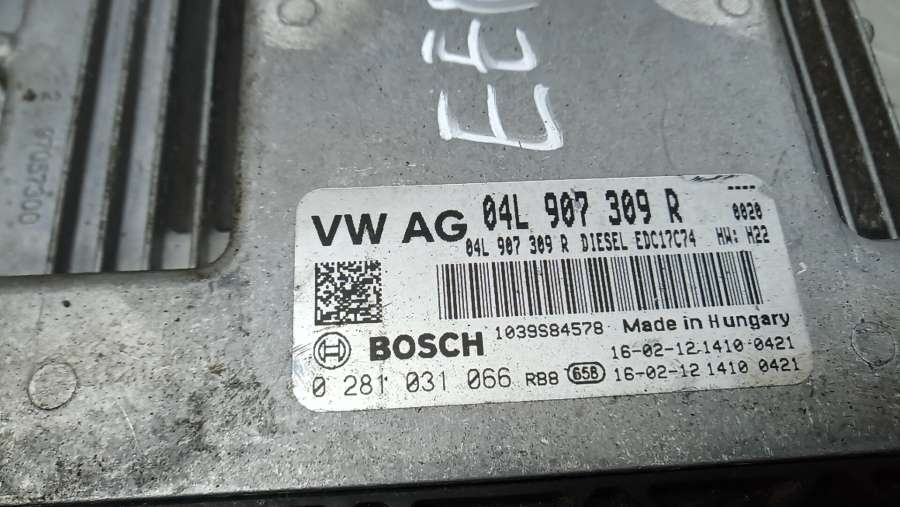 VW AG 04L 907 309 R 0020
04L 907 309 R DIESEL EDC17C74 HW: H22
BOSCH 1039S84578 Made in Hungary
16-02-12 1410 0421
0 281 031 066 RB8 65B 16-02-12 1410 0421